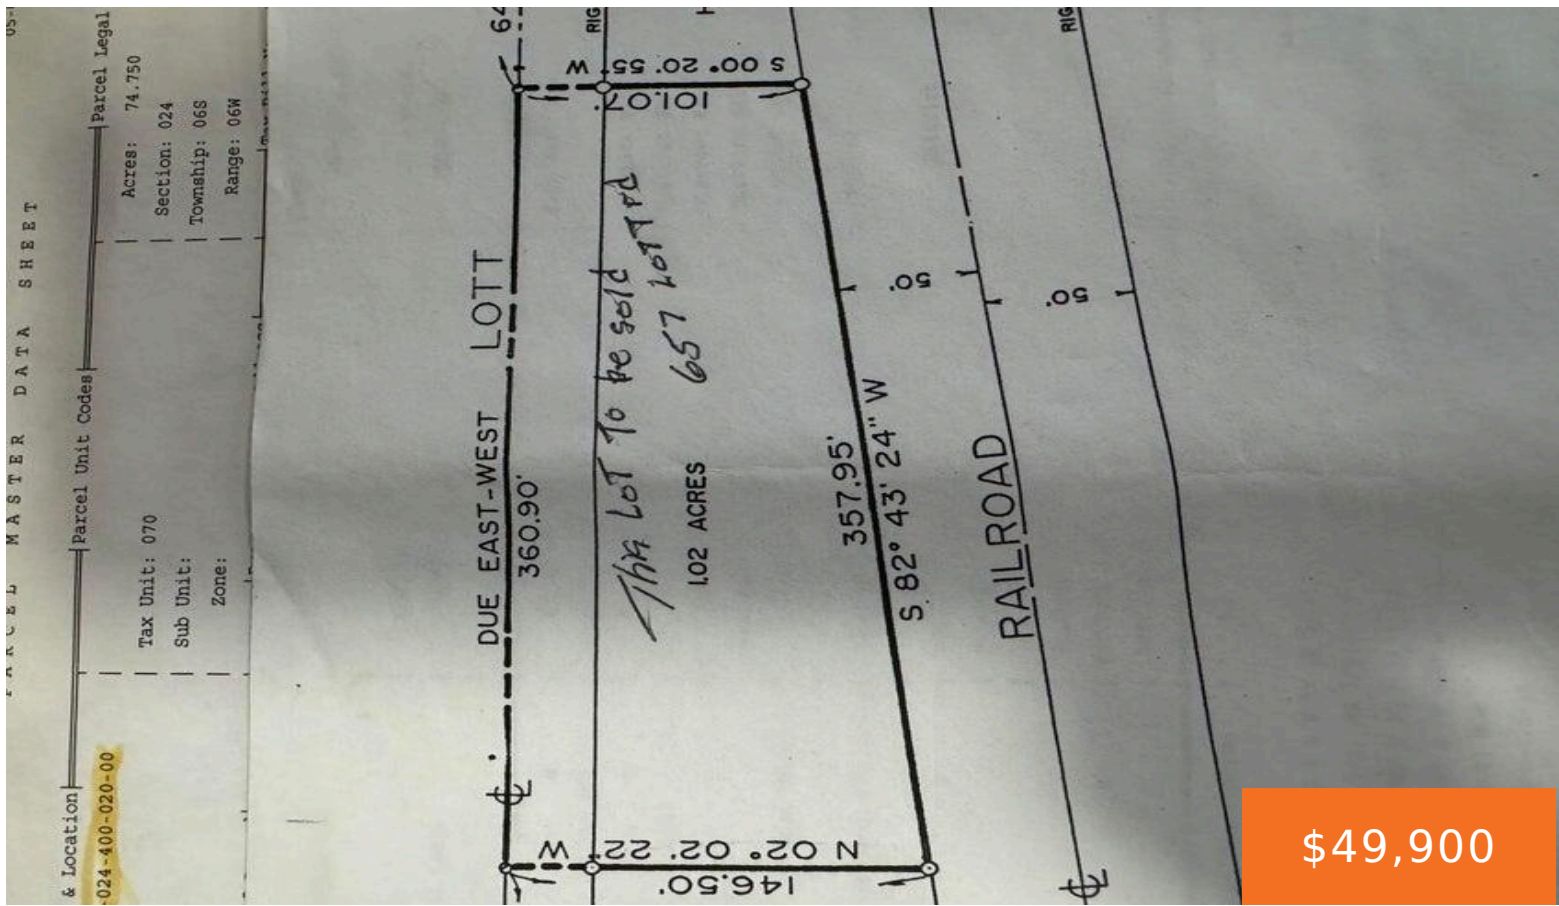 PARCEL MASTER DATA SHEET
& Location
Parcel Unit Codes
Parcel Legal
024-400-020-00
Tax Unit: 070
Sub Unit:
Zone:
Acres: 74.750
Section: 024
Township: 06S
Range: 06W
DUE EAST-WEST
LOTT
360.90'
This LoT To be sold
657 LoTT rd
1.02 ACRES
357.95'
S. 82° 43' 24" W
RAILROAD
S 00° 20' 55" W
101.07'
N 02° 02' 22" W
146.50'
50'
50'
64
RIG
RIG
$49,900